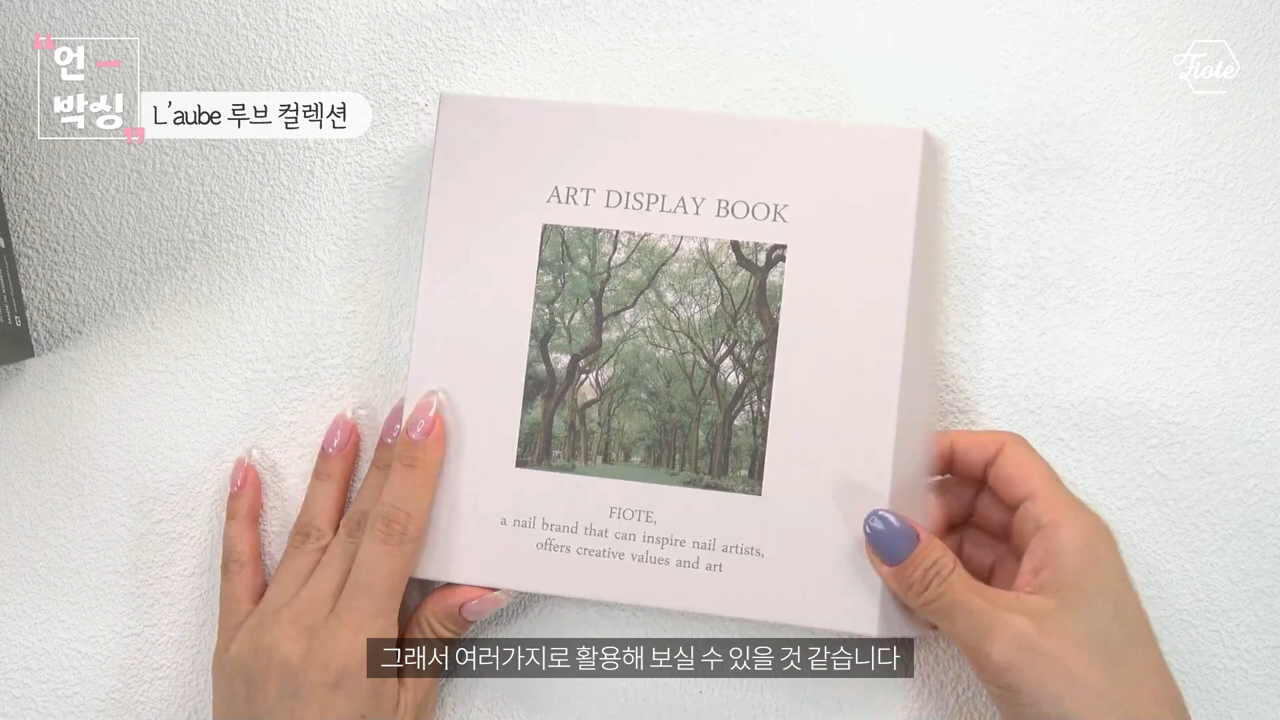 언
박싱
L'aube 루브 컬렉션
Fiote
ART DISPLAY BOOK
FIOTE,
a nail brand that can inspire nail artists,
offers creative values and art
그래서 여러가지로 활용해 보실 수 있을 것 같습니다